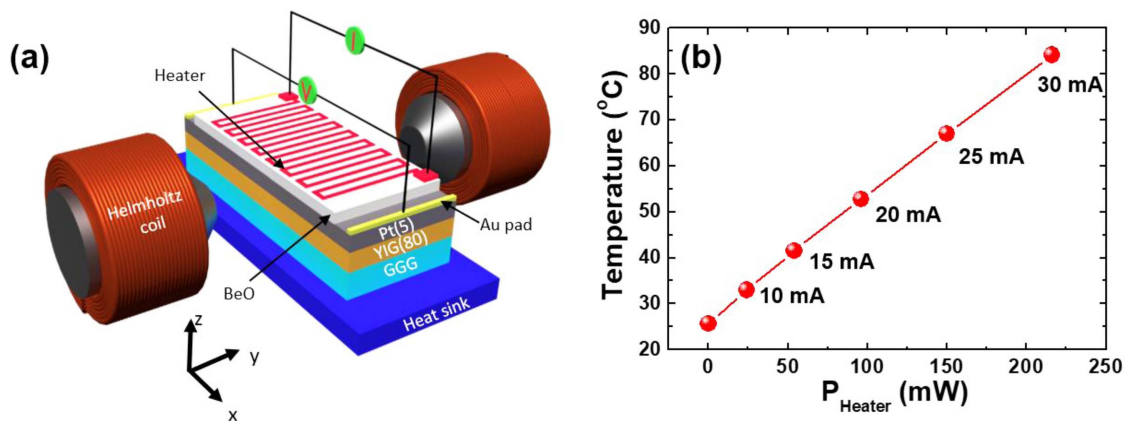 (a)
Heater
I
V
Helmholtz
coil
Au pad
Pt(5)
YIG(80)
GGG
BeO
Heat sink
z
y
x
(b)
Temperature (°C)
90
80
70
60
50
40
30
20
30 mA
25 mA
20 mA
15 mA
10 mA
0
50
100
150
200
250
P_Heater (mW)